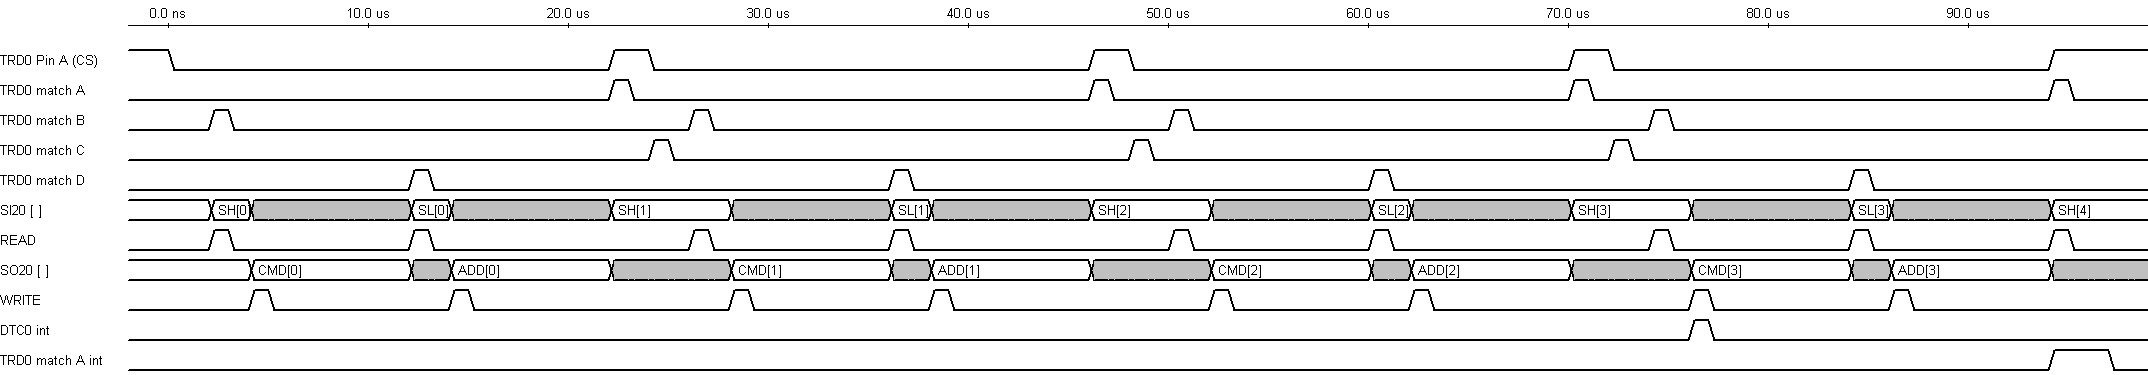 0.0 ns 10.0 us 20.0 us 30.0 us 40.0 us 50.0 us 60.0 us 70.0 us 80.0 us 90.0 us
TRD0 Pin A (CS)
TRD0 match A
TRD0 match B
TRD0 match C
TRD0 match D
SI20 [ ] SH[0] SL[0] SH[1] SL[1] SH[2] SL[2] SH[3] SL[3] SH[4]
READ
SO20 [ ] CMD[0] ADD[0] CMD[1] ADD[1] CMD[2] ADD[2] CMD[3] ADD[3]
WRITE
DTC0 int
TRD0 match A int